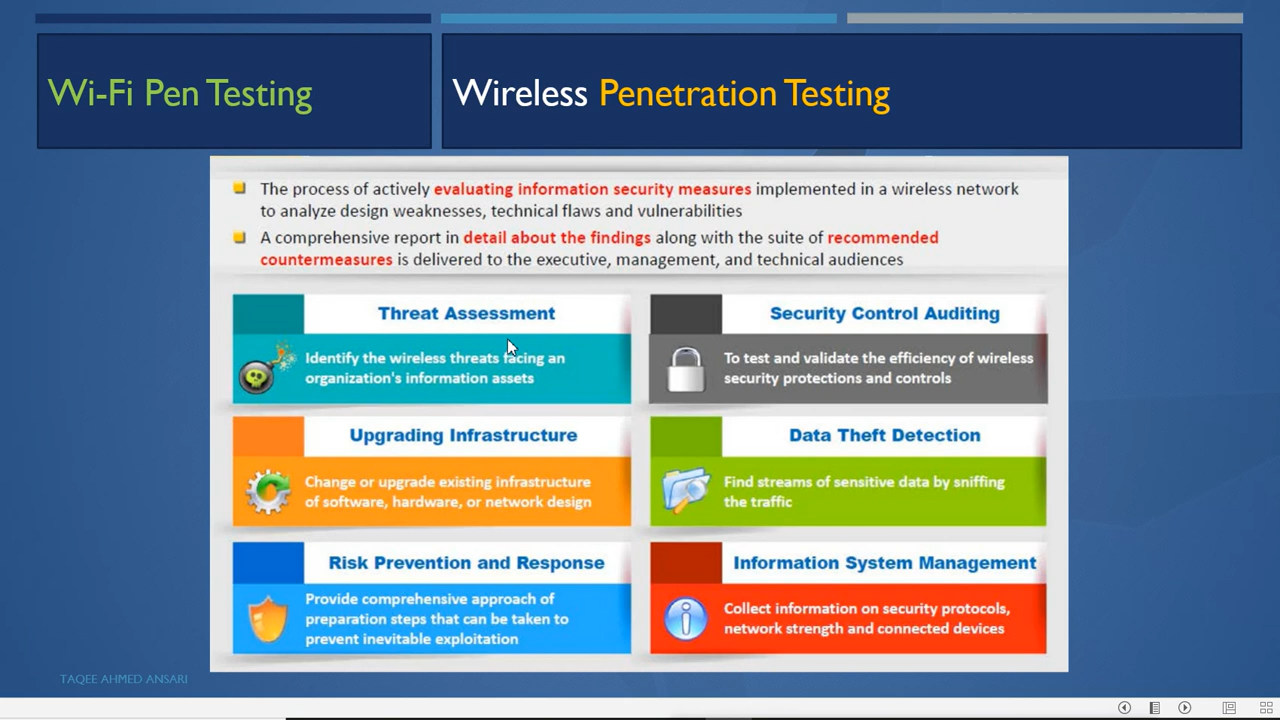 Wi-Fi Pen Testing
Wireless Penetration Testing
The process of actively evaluating information security measures implemented in a wireless network
to analyze design weaknesses, technical flaws and vulnerabilities
A comprehensive report in detail about the findings along with the suite of recommended
countermeasures is delivered to the executive, management, and technical audiences
Threat Assessment
Identify the wireless threats facing an
organization's information assets
Security Control Auditing
To test and validate the efficiency of wireless
security protections and controls
Upgrading Infrastructure
Change or upgrade existing infrastructure
of software, hardware, or network design
Data Theft Detection
Find streams of sensitive data by sniffing
the traffic
Risk Prevention and Response
Provide comprehensive approach of
preparation steps that can be taken to
prevent inevitable exploitation
Information System Management
Collect information on security protocols,
network strength and connected devices
TAQEE AHMED ANSARI